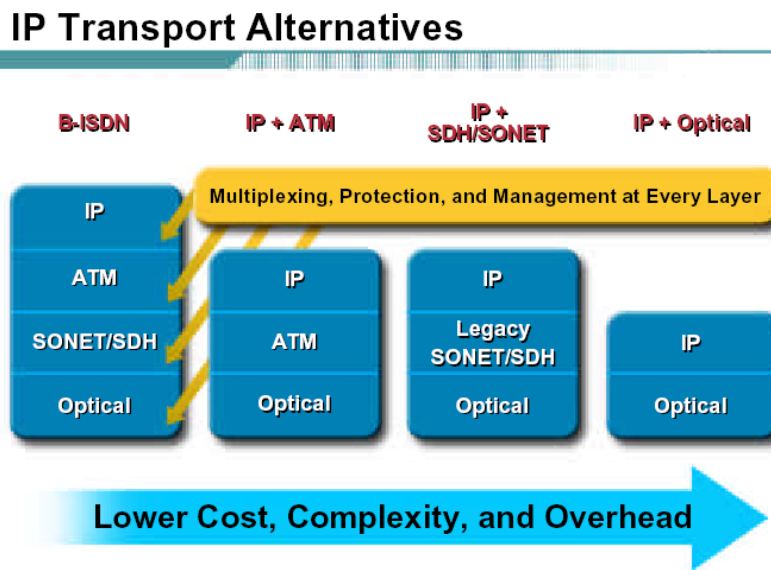 IP Transport Alternatives
B-ISDN
IP + ATM
IP +
SDH/SONET
IP + Optical
Multiplexing, Protection, and Management at Every Layer
IP
ATM
SONET/SDH
Optical
IP
ATM
Optical
IP
Legacy
SONET/SDH
Optical
IP
Optical
Lower Cost, Complexity, and Overhead